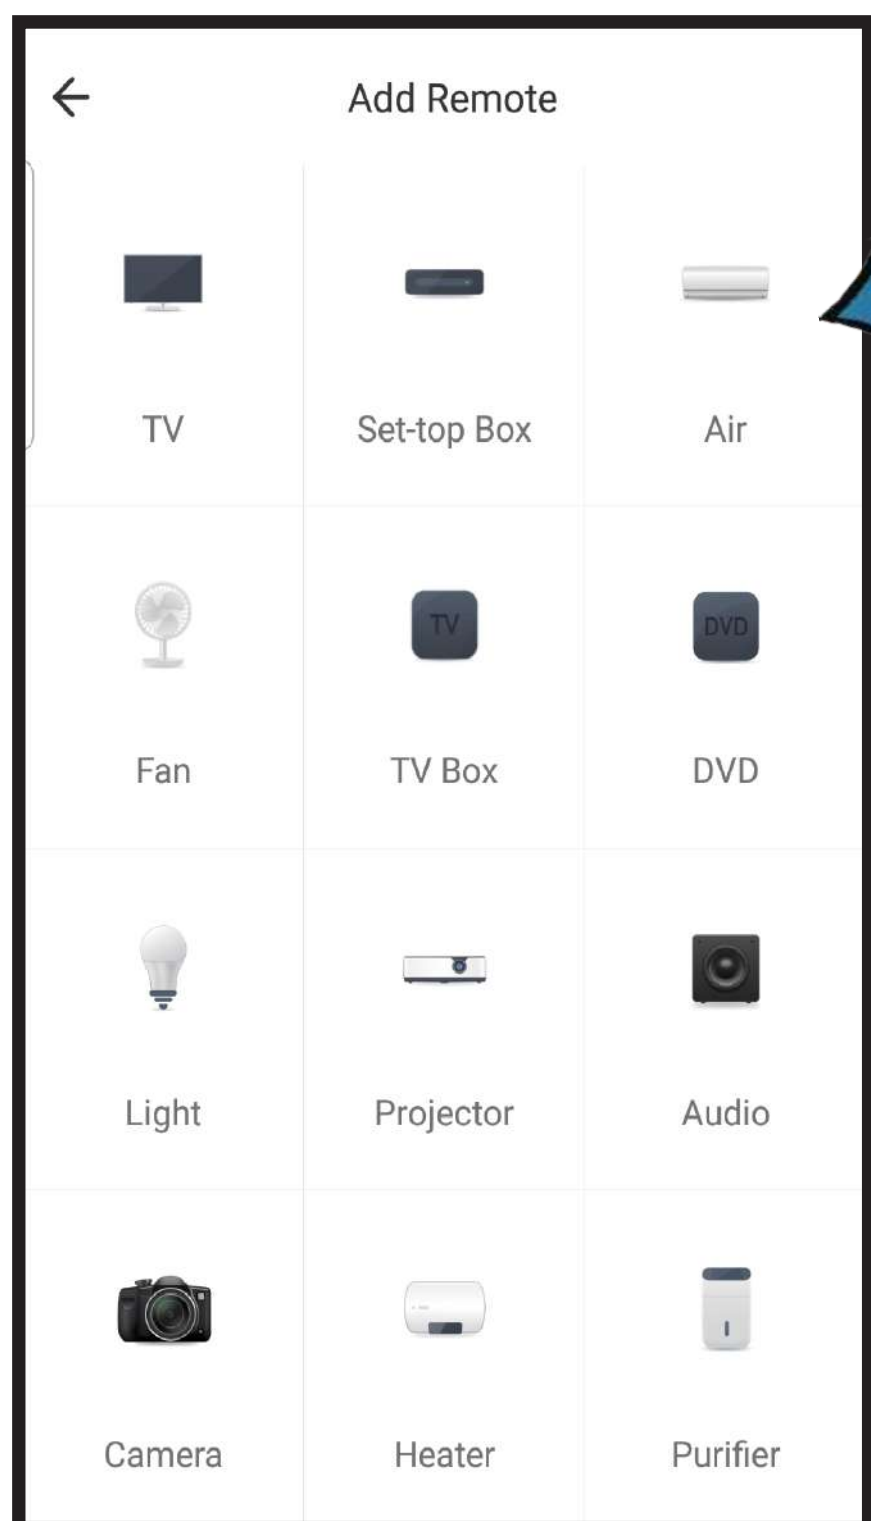 Add Remote
TV
Set-top Box
Air
TV
DVD
Fan
TV Box
DVD
Light
Projector
Audio
Camera
Heater
Purifier